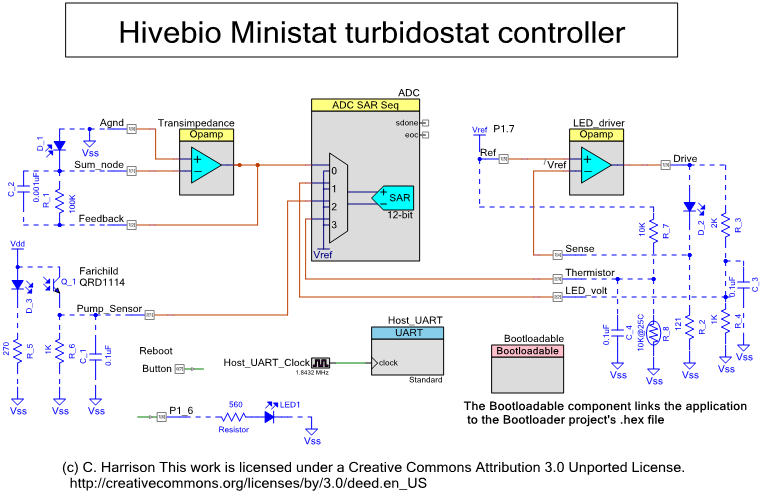 Hivebio Ministat turbidostat controller
Agnd
Transimpedance
Opamp
D_1
Vss
Sum_node
C_2
0.001uF
R_1
100K
Feedback
ADC
ADC SAR Seq
sdone
eoc
0
1
2
3
SAR
12-bit
Vref
LED_driver
Opamp
Vref
P1.7
Ref
Vref
Drive
D_2
2K
R_3
10K
R_7
Sense
Thermistor
LED_volt
0.1uF
C_3
0.1uF
C_4
10K@25C
R_8
121
R_2
1K
R_4
Vss
Vss
Vss
Vss
Vdd
Farichild
QRD1114
Q_1
D_3
Pump_Sensor
270
R_5
1K
R_6
C_1
0.1uF
Vss
Vss
Vss
Reboot
Button
Host_UART
UART
Host_UART_Clock
1.8432 MHz
clock
Standard
Bootloadable
Bootloadable
P1_6
560
Resistor
LED1
Vss
The Bootloadable component links the application
to the Bootloader project's .hex file
(c) C. Harrison This work is licensed under a Creative Commons Attribution 3.0 Unported License.
http://creativecommons.org/licenses/by/3.0/deed.en_US